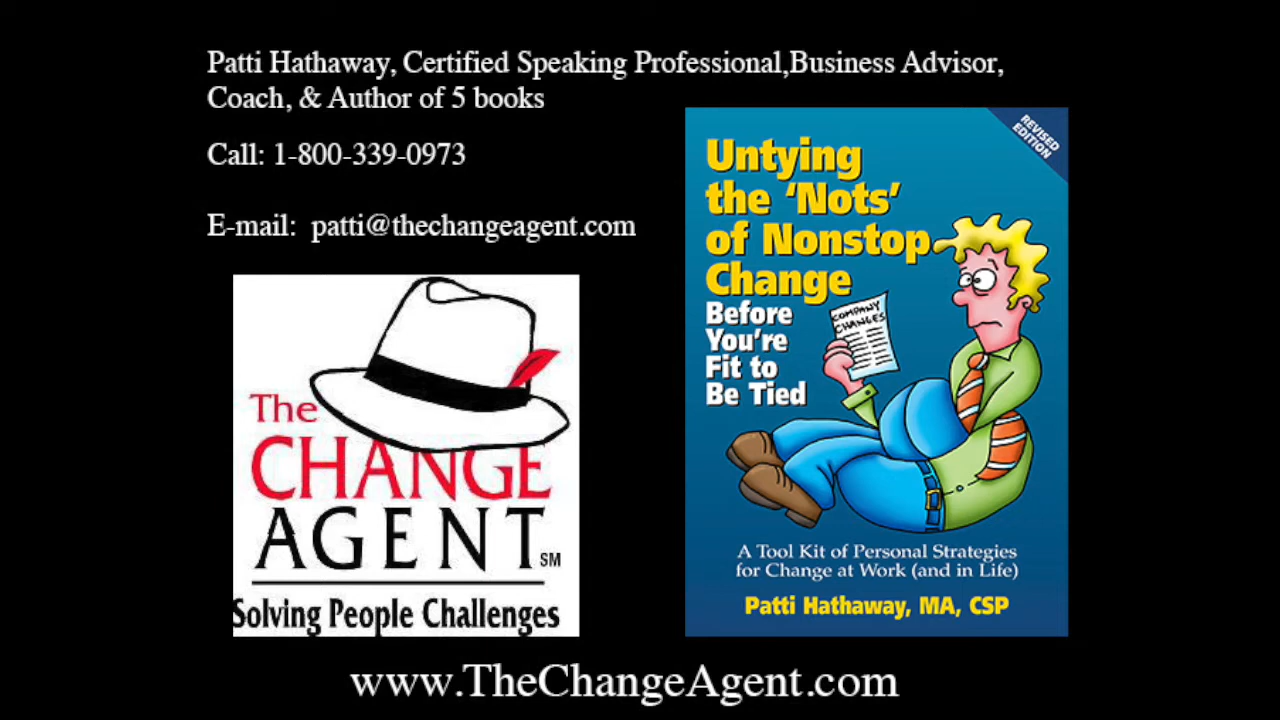 Patti Hathaway, Certified Speaking Professional,Business Advisor,
Coach, & Author of 5 books
Call: 1-800-339-0973
E-mail:  patti@thechangeagent.com
The
CHANGE
AGENT SM
Solving People Challenges
REVISED
EDITION
Untying
the ‘Nots’
of Nonstop
Change
Before
You're
Fit to
Be Tied
COMPANY
CHANGES
A Tool Kit of Personal Strategies
for Change at Work (and in Life)
Patti Hathaway, MA, CSP
www.TheChangeAgent.com